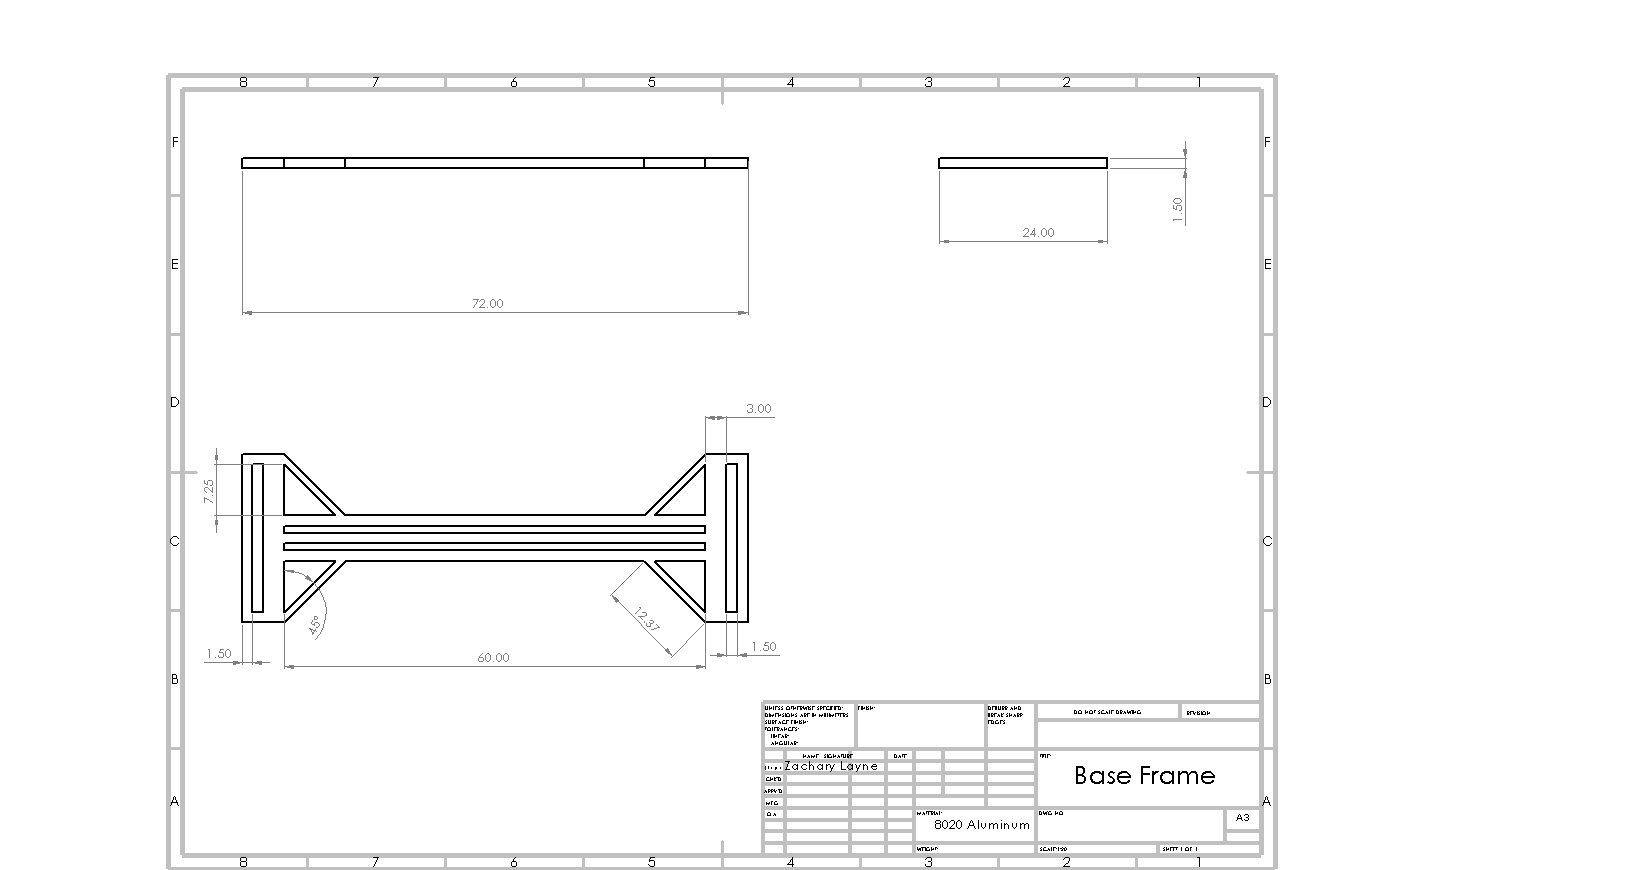 8 7 6 5 4 3 2 1
F F
1.50
24.00
E E
72.00
D D
3.00
7.25
C C
12.37
45°
1.50
1.50
60.00
B B
UNLESS OTHERWISE SPECIFIED:
FINISH:
DEBURR AND
DO NOT SCALE DRAWING
REVISION
DIMENSIONS ARE IN MILLIMETERS
BREAK SHARP
SURFACE FINISH:
EDGES
TOLERANCES:
LINEAR:
ANGULAR:
NAME SIGNATURE DATE
TITLE:
Zachary Layne
Base Frame
CHK'D
APPV'D
MFG
A A
Q.A
MATERIAL:
DWG NO.
A3
8020 Aluminum
WEIGHT:
SCALE:1:20
SHEET 1 OF 1
8 7 6 5 4 3 2 1